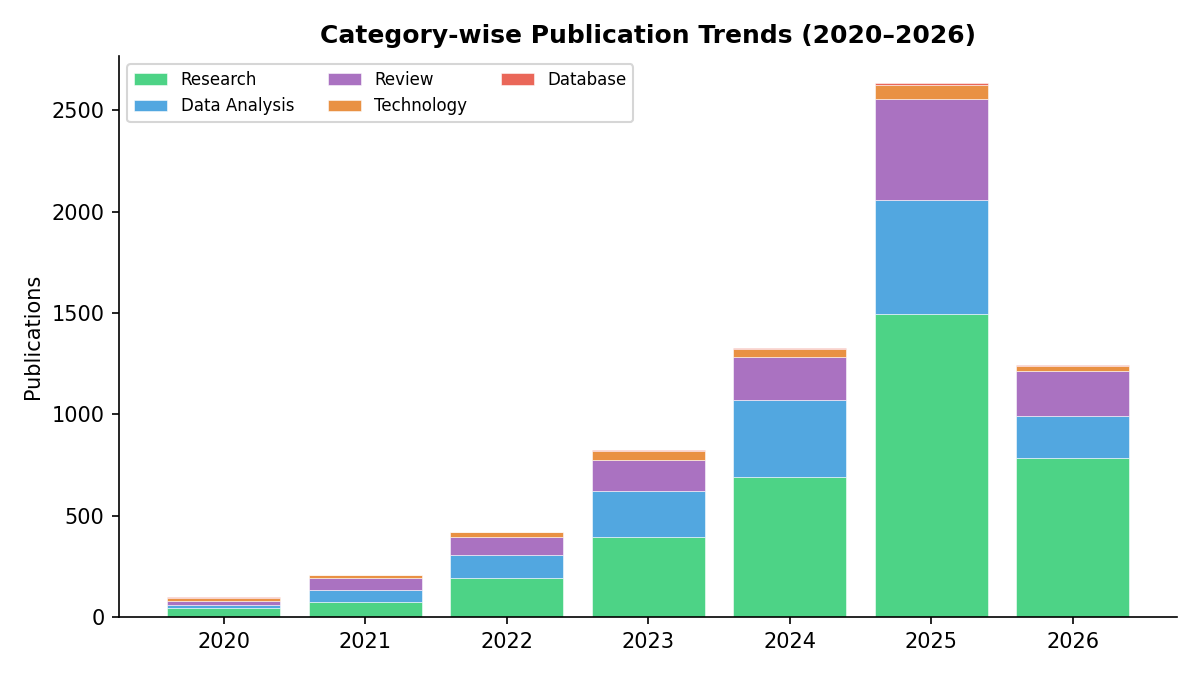 Category-wise Publication Trends (2020–2026)
Research
Data Analysis
Review
Technology
Database
Publications
2500
2000
1500
1000
500
0
2020 2021 2022 2023 2024 2025 2026